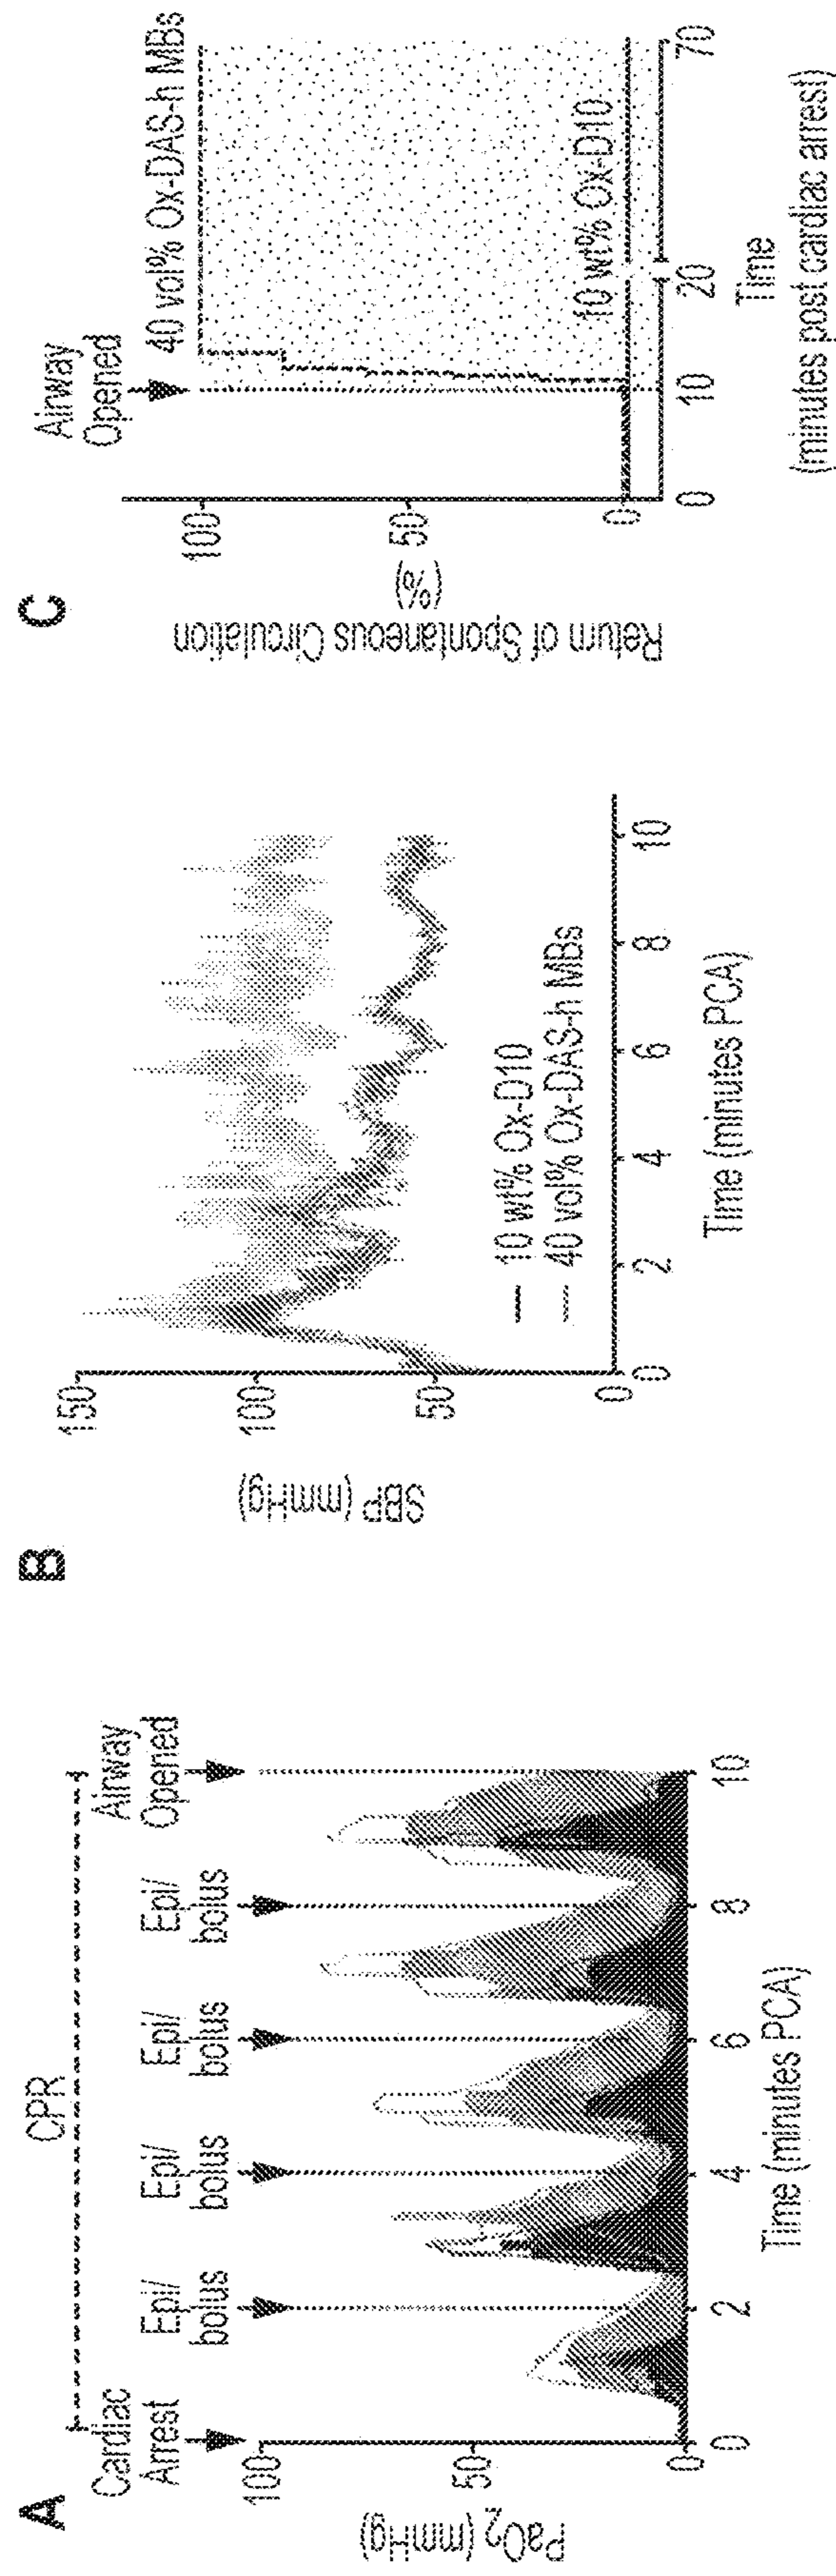 A
CPR
Cardiac
Arrest
Epi/
bolus
Epi/
bolus
Epi/
bolus
Epi/
bolus
Airway
Opened
PaO2 (mmHg)
100
50
0
0 2 4 6 8 10
Time (minutes PCA)
B
SBP (mmHg)
150
100
50
0
10 wt% Ox-D10
40 vol% Ox-DAS-h MBs
0 2 4 6 8 10
Time (minutes PCA)
C
Airway
Opened
40 vol% Ox-DAS-h MBs
10 wt% Ox-D10
Return of Spontaneous Circulation
(%)
100
50
0
0 10 20 70
Time
(minutes post cardiac arrest)